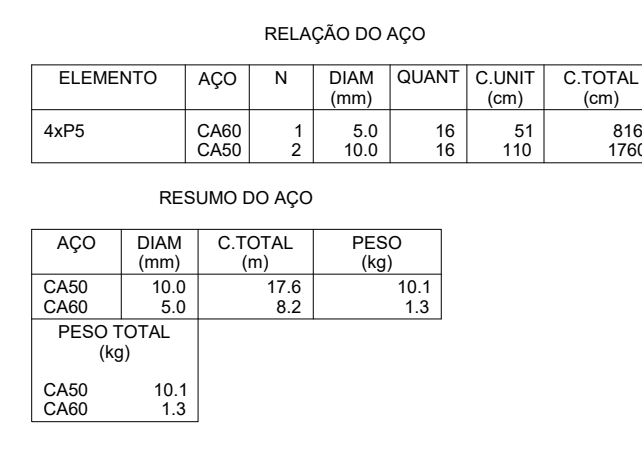 RELAÇÃO DO AÇO
ELEMENTO AÇO N DIAM QUANT C.UNIT C.TOTAL
(mm) (cm) (cm)
4xP5 CA60 1 5.0 16 51 816
CA50 2 10.0 16 110 1760
RESUMO DO AÇO
AÇO DIAM C.TOTAL PESO
(mm) (m) (kg)
CA50 10.0 17.6 10.1
CA60 5.0 8.2 1.3
PESO TOTAL
(kg)
CA50 10.1
CA60 1.3